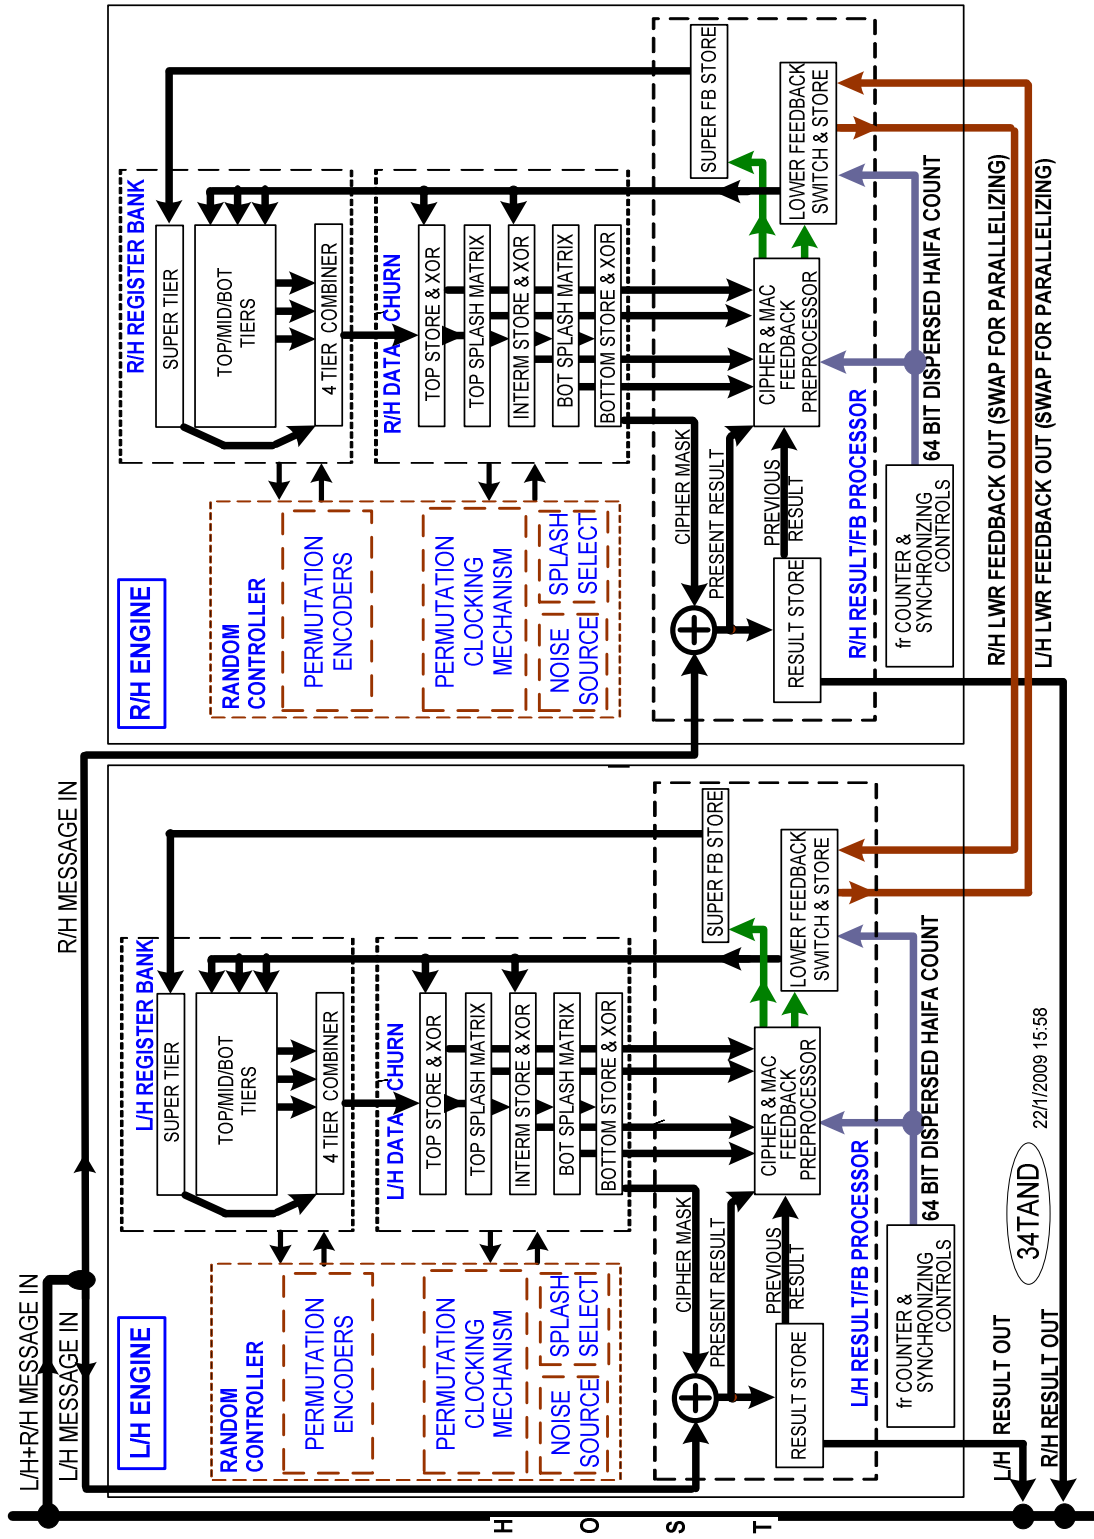 L/H+R/H MESSAGE IN
L/H MESSAGE IN
R/H MESSAGE IN
HOST
L/H ENGINE
RANDOM
CONTROLLER
PERMUTATION
ENCODERS
PERMUTATION
CLOCKING
MECHANISM
NOISE
SOURCE
SPLASH
SELECT
L/H REGISTER BANK
SUPER TIER
TOP/MID/BOT
TIERS
4 TIER COMBINER
L/H DATA CHURN
TOP STORE & XOR
TOP SPLASH MATRIX
INTERM STORE & XOR
BOT SPLASH MATRIX
BOTTOM STORE & XOR
CIPHER MASK
PRESENT RESULT
PREVIOUS
RESULT
RESULT STORE
CIPHER & MAC
FEEDBACK
PREPROCESSOR
SUPER FB STORE
LOWER FEEDBACK
SWITCH & STORE
L/H RESULT/FB PROCESSOR
fr COUNTER &
SYNCHRONIZING
CONTROLS
64 BIT DISPERSED HAIFA COUNT
R/H ENGINE
RANDOM
CONTROLLER
PERMUTATION
ENCODERS
PERMUTATION
CLOCKING
MECHANISM
NOISE
SOURCE
SPLASH
SELECT
R/H REGISTER BANK
SUPER TIER
TOP/MID/BOT
TIERS
4 TIER COMBINER
R/H DATA CHURN
TOP STORE & XOR
TOP SPLASH MATRIX
INTERM STORE & XOR
BOT SPLASH MATRIX
BOTTOM STORE & XOR
CIPHER MASK
PRESENT RESULT
PREVIOUS
RESULT
RESULT STORE
CIPHER & MAC
FEEDBACK
PREPROCESSOR
SUPER FB STORE
LOWER FEEDBACK
SWITCH & STORE
R/H RESULT/FB PROCESSOR
fr COUNTER &
SYNCHRONIZING
CONTROLS
64 BIT DISPERSED HAIFA COUNT
R/H LWR FEEDBACK OUT (SWAP FOR PARALLELIZING)
L/H LWR FEEDBACK OUT (SWAP FOR PARALLELIZING)
L/H RESULT OUT
R/H RESULT OUT
34TAND
22/1/2009 15:58